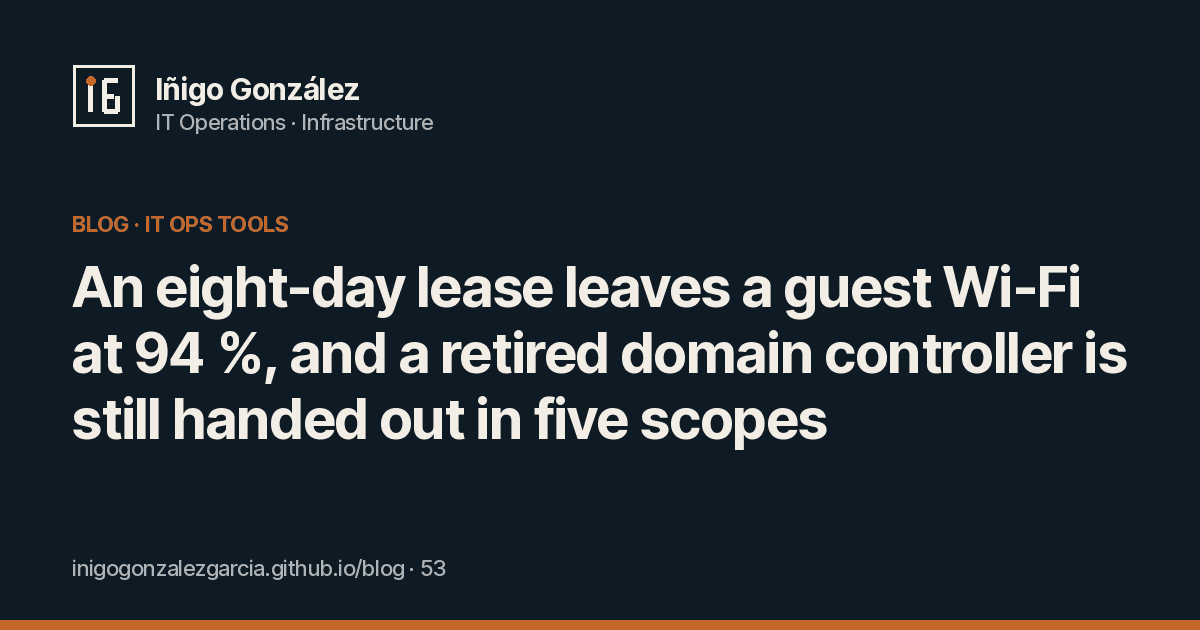 iG
Iñigo González
IT Operations · Infrastructure
BLOG · IT OPS TOOLS
An eight-day lease leaves a guest Wi-Fi
at 94 %, and a retired domain controller is
still handed out in five scopes
inigogonzalezgarcia.github.io/blog · 53